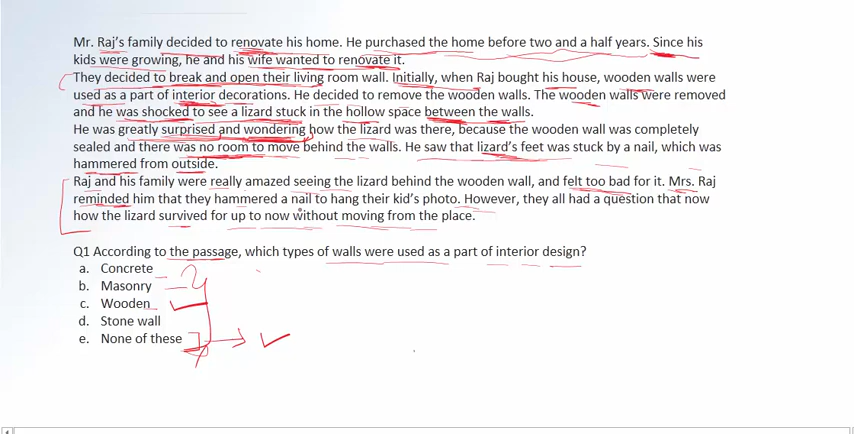 Mr. Raj's family decided to renovate his home. He purchased the home before two and a half years. Since his
kids were growing, he and his wife wanted to renovate it.
They decided to break and open their living room wall. Initially, when Raj bought his house, wooden walls were
used as a part of interior decorations. He decided to remove the wooden walls. The wooden walls were removed
and he was shocked to see a lizard stuck in the hollow space between the walls.
He was greatly surprised and wondering how the lizard was there, because the wooden wall was completely
sealed and there was no room to move behind the walls. He saw that lizard's feet was stuck by a nail, which was
hammered from outside.
Raj and his family were really amazed seeing the lizard behind the wooden wall, and felt too bad for it. Mrs. Raj
reminded him that they hammered a nail to hang their kid's photo. However, they all had a question that now
how the lizard survived for up to now without moving from the place.
Q1 According to the passage, which types of walls were used as a part of interior design?
a. Concrete
b. Masonry
c. Wooden
d. Stone wall
e. None of these